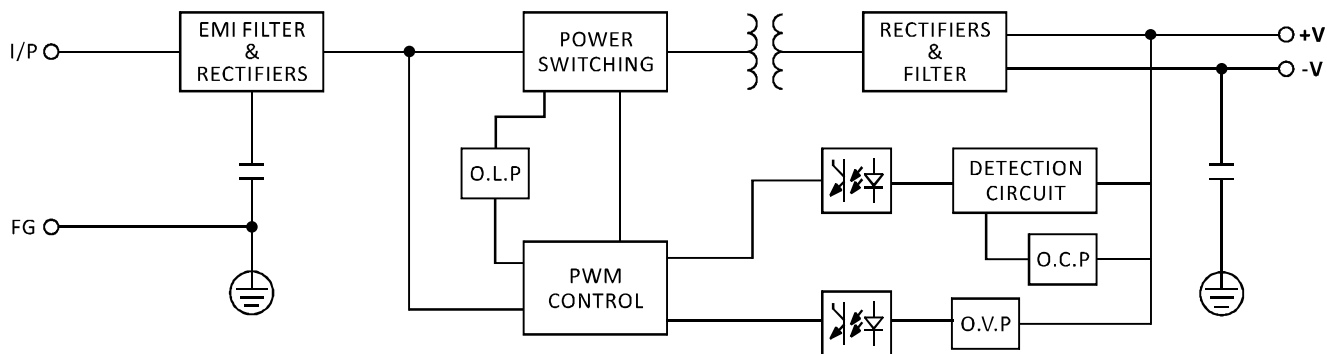 I/P
EMI FILTER
&
RECTIFIERS
POWER
SWITCHING
RECTIFIERS
&
FILTER
+V
-V
O.L.P
DETECTION
CIRCUIT
FG
PWM
CONTROL
O.C.P
O.V.P